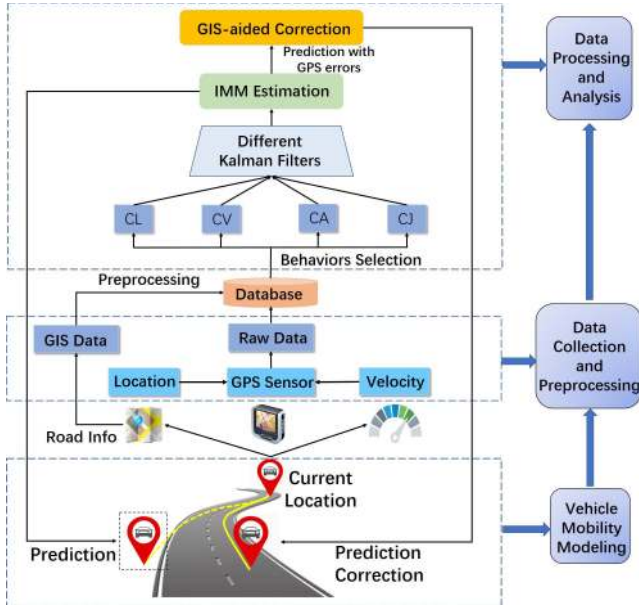 GIS-aided Correction
Prediction with
GPS errors
IMM Estimation
Different
Kalman Filters
CL
CV
CA
CJ
Behaviors Selection
Preprocessing
Database
GIS Data
Raw Data
Location
GPS Sensor
Velocity
Road Info
Current
Location
Prediction
Prediction
Correction
Data
Processing
and
Analysis
Data
Collection
and
Preprocessing
Vehicle
Mobility
Modeling